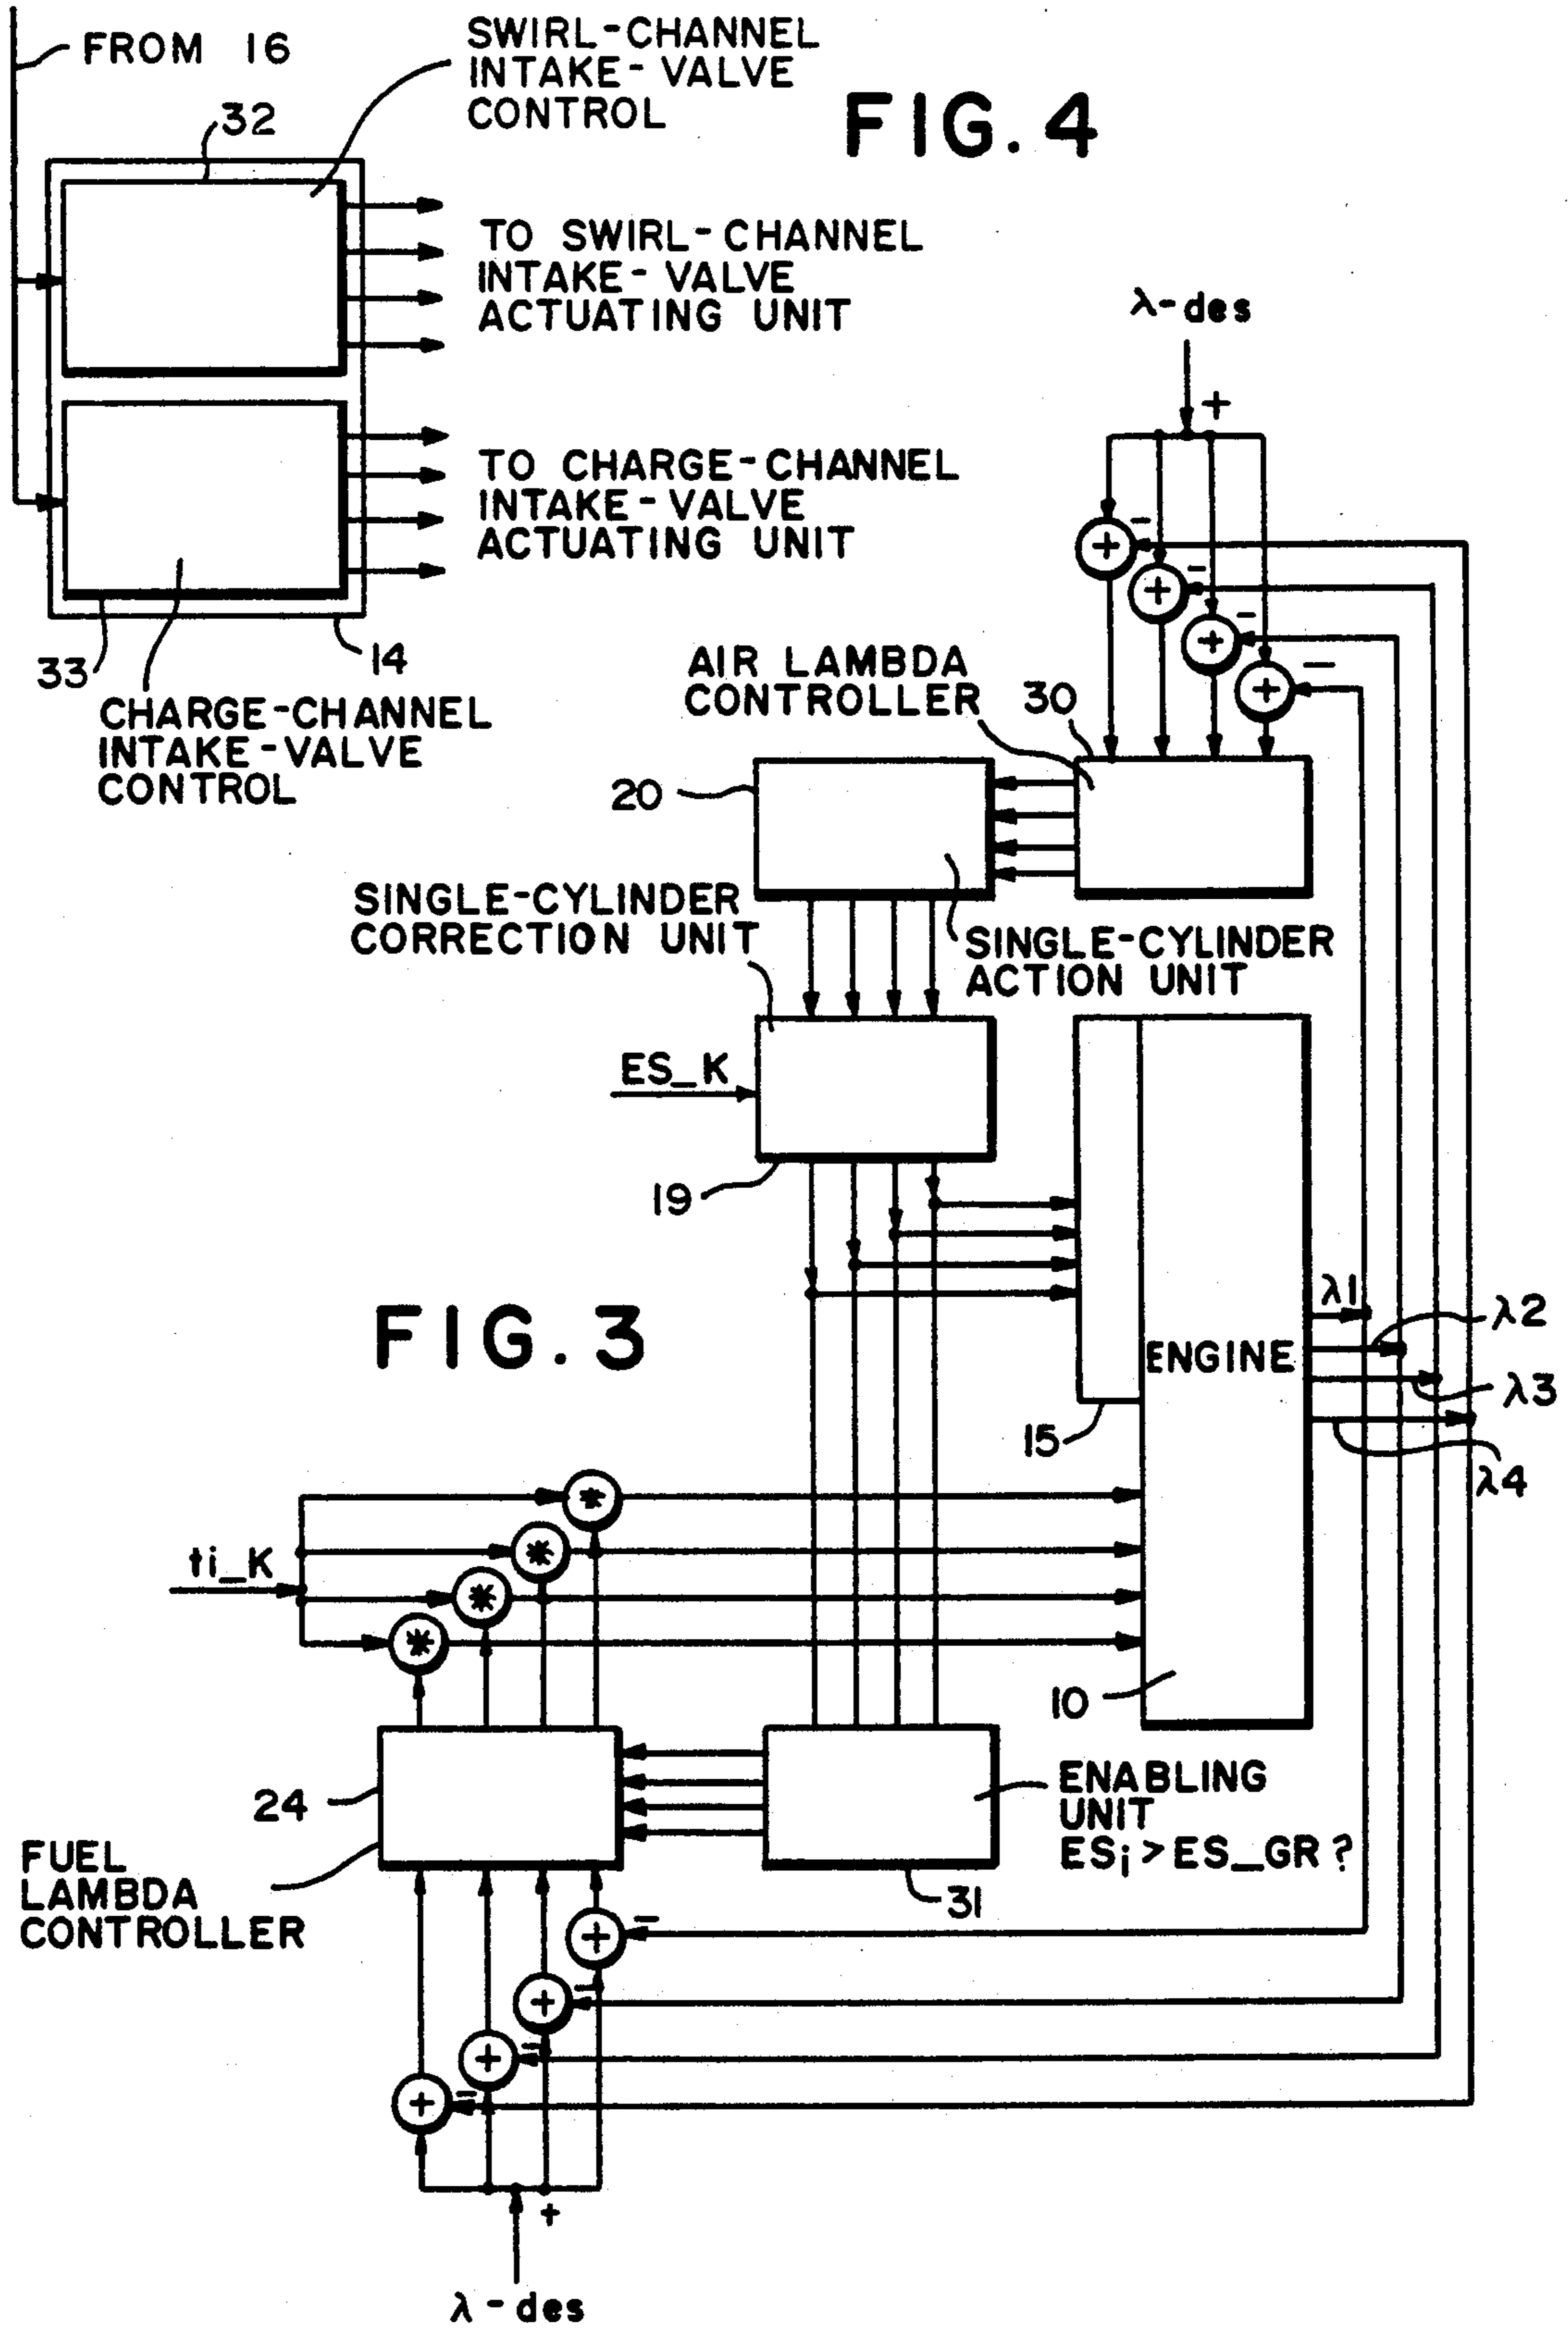 FROM 16
SWIRL-CHANNEL
INTAKE-VALVE
CONTROL
FIG. 4
32
TO SWIRL-CHANNEL
INTAKE-VALVE
ACTUATING UNIT
TO CHARGE-CHANNEL
INTAKE-VALVE
ACTUATING UNIT
33
14
CHARGE-CHANNEL
INTAKE-VALVE
CONTROL
λ-des
+
-
+
-
+
-
+
-
+
AIR LAMBDA
CONTROLLER
30
20
SINGLE-CYLINDER
CORRECTION UNIT
SINGLE-CYLINDER
ACTION UNIT
ES_K
19
FIG. 3
ENGINE
λ1
λ2
λ3
λ4
15
ti_K
*
*
*
*
10
24
FUEL
LAMBDA
CONTROLLER
ENABLING
UNIT
ESi > ES_GR ?
31
-
+
-
+
-
+
-
+
+
λ-des